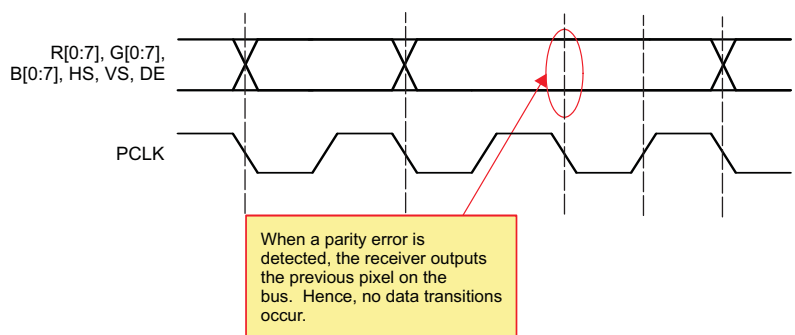 R[0:7], G[0:7],
B[0:7], HS, VS, DE
PCLK
When a parity error is
detected, the receiver outputs
the previous pixel on the
bus.  Hence, no data transitions
occur.